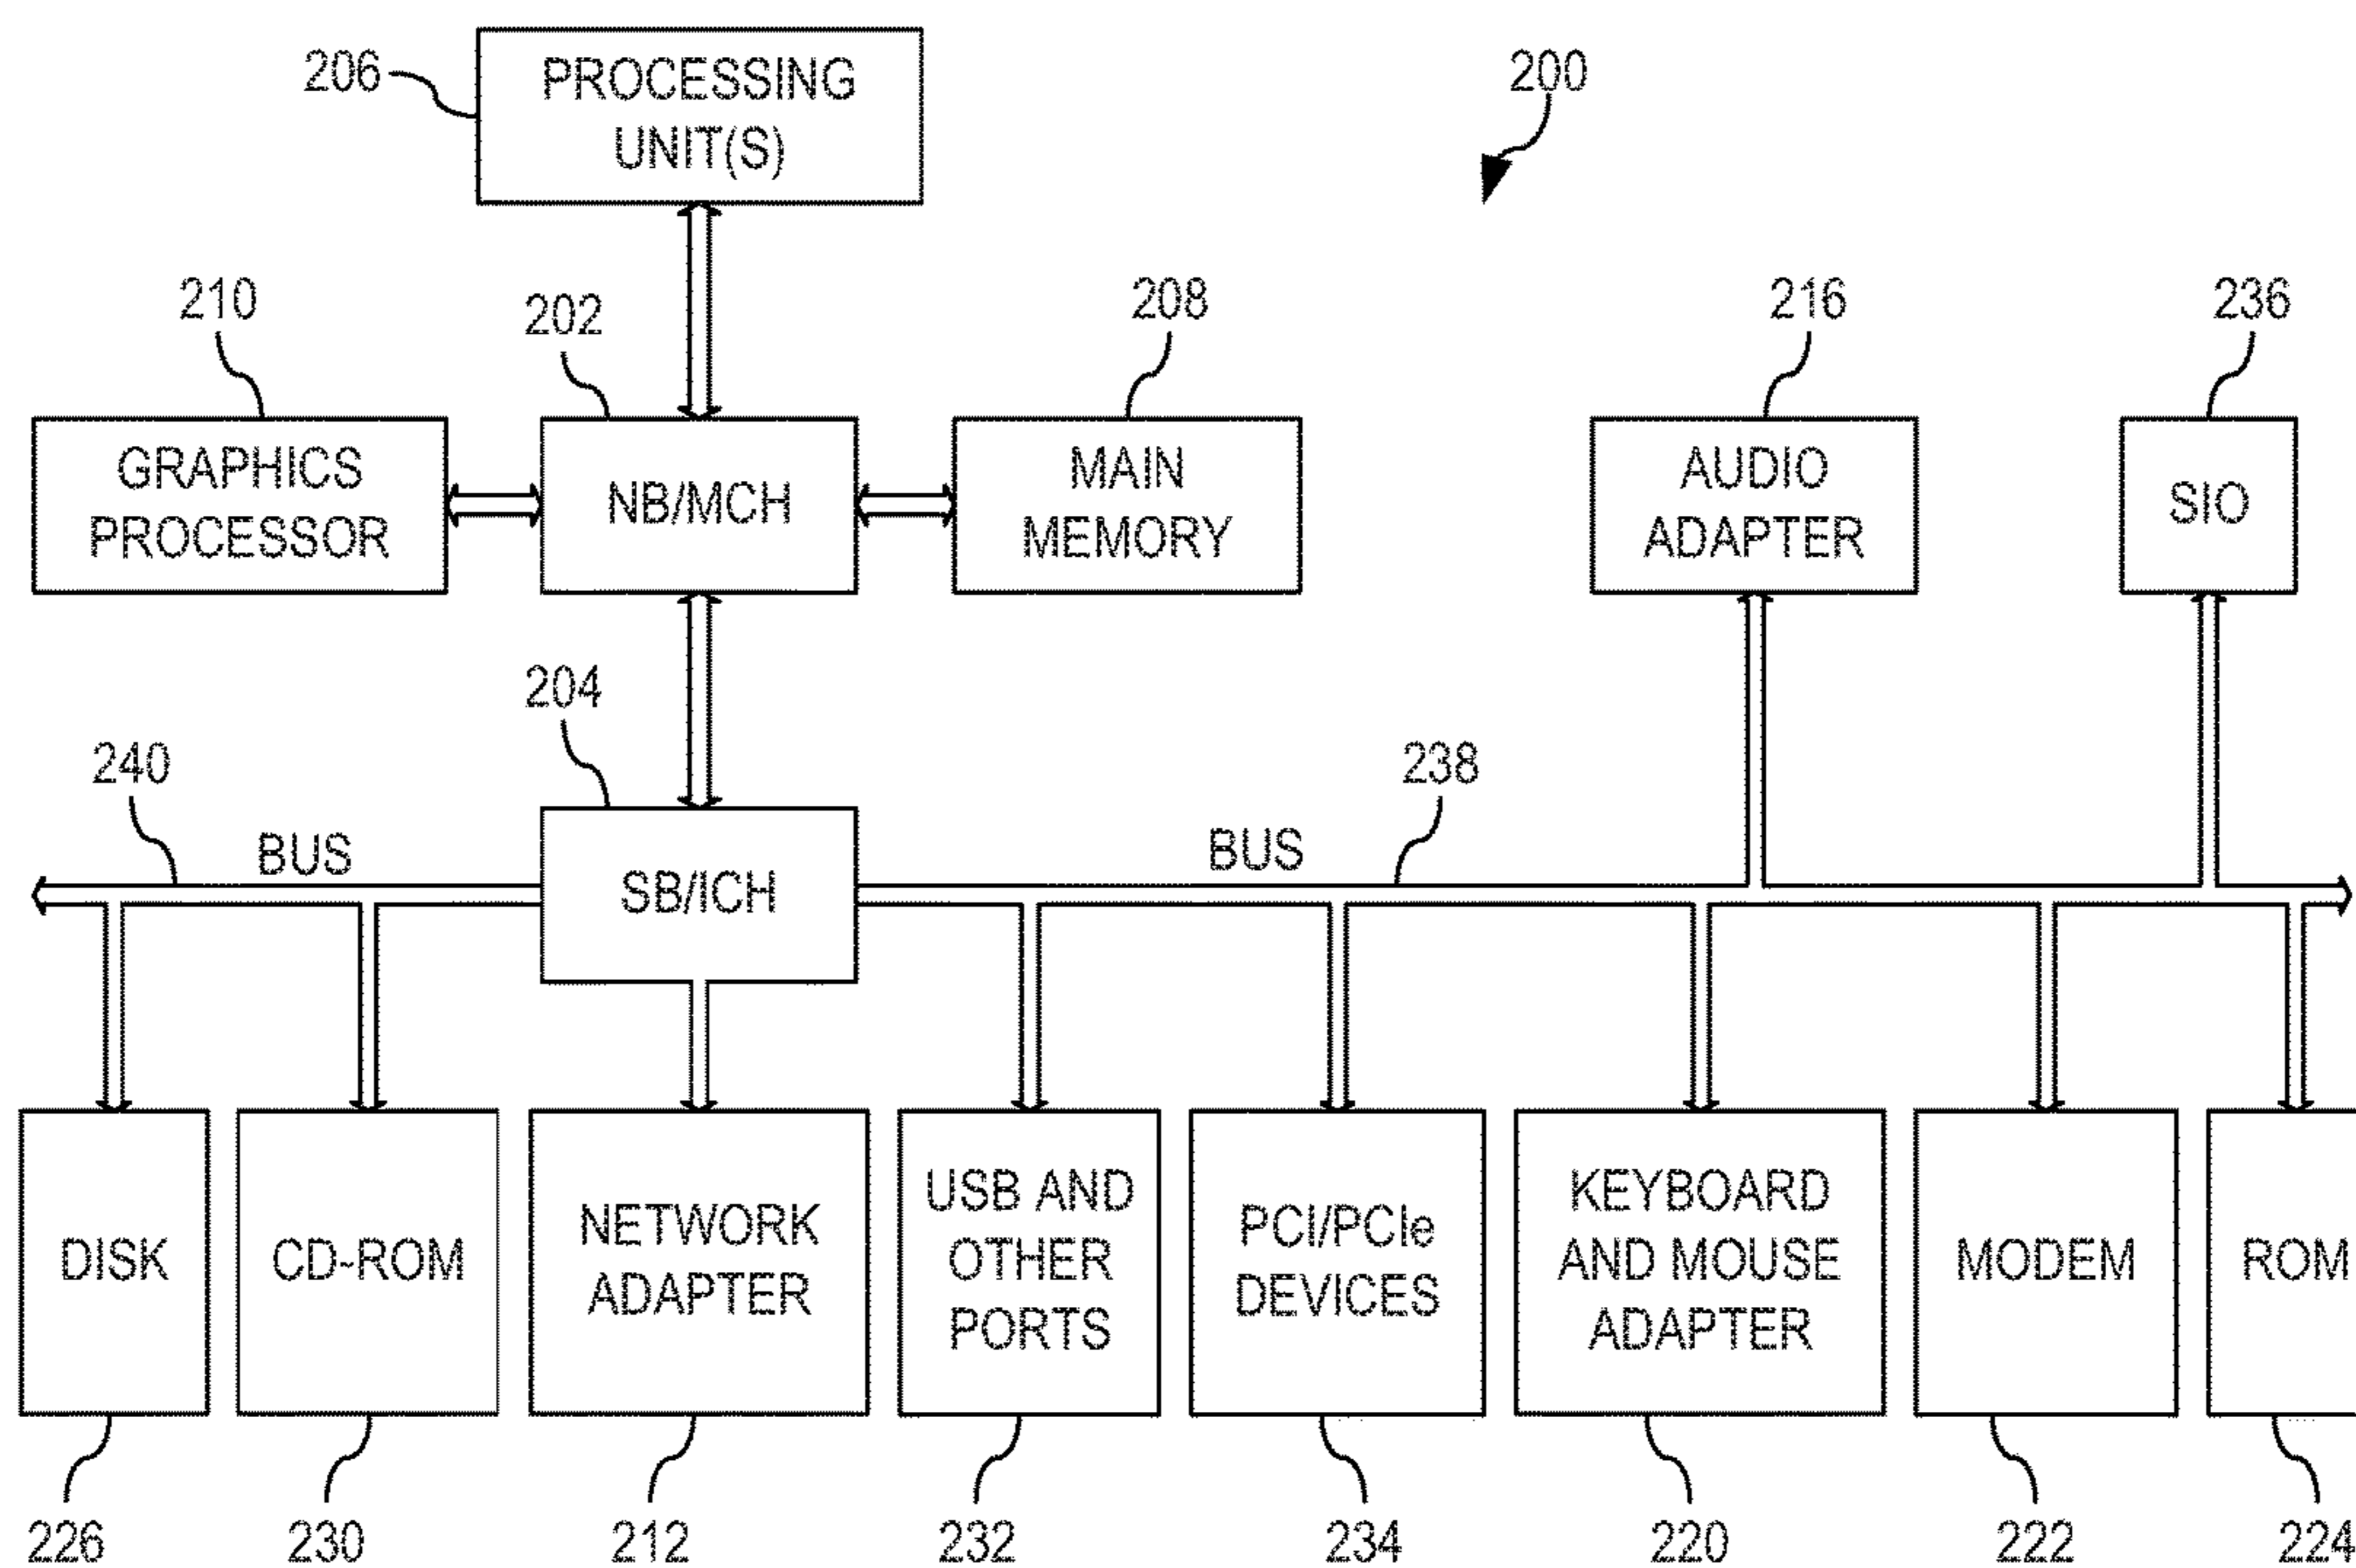 206
PROCESSING
UNIT(S)
200
210
202
208
216
236
GRAPHICS
PROCESSOR
NB/MCH
MAIN
MEMORY
AUDIO
ADAPTER
SIO
204
240
238
BUS
BUS
SB/ICH
DISK
CD-ROM
NETWORK
ADAPTER
USB AND
OTHER
PORTS
PCI/PCIe
DEVICES
KEYBOARD
AND MOUSE
ADAPTER
MODEM
ROM
226
230
212
232
234
220
222
224